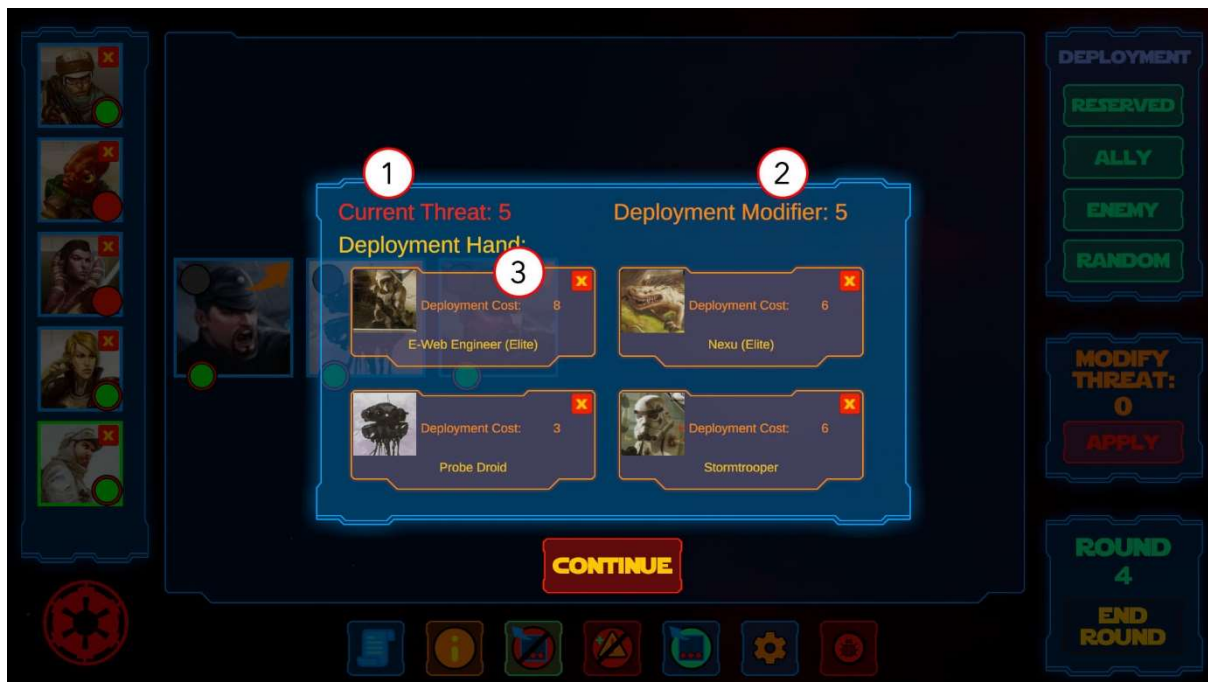 DEPLOYMENT
RESERVED
ALLY
ENEMY
RANDOM
1
2
Current Threat: 5
Deployment Modifier: 5
Deployment Hand:
3
X
X
Deployment Cost: 8
Deployment Cost: 6
E-Web Engineer (Elite)
Nexu (Elite)
X
X
Deployment Cost: 3
Deployment Cost: 6
Probe Droid
Stormtrooper
CONTINUE
X
X
X
X
X
MODIFY
THREAT:
0
APPLY
ROUND
4
END
ROUND
i